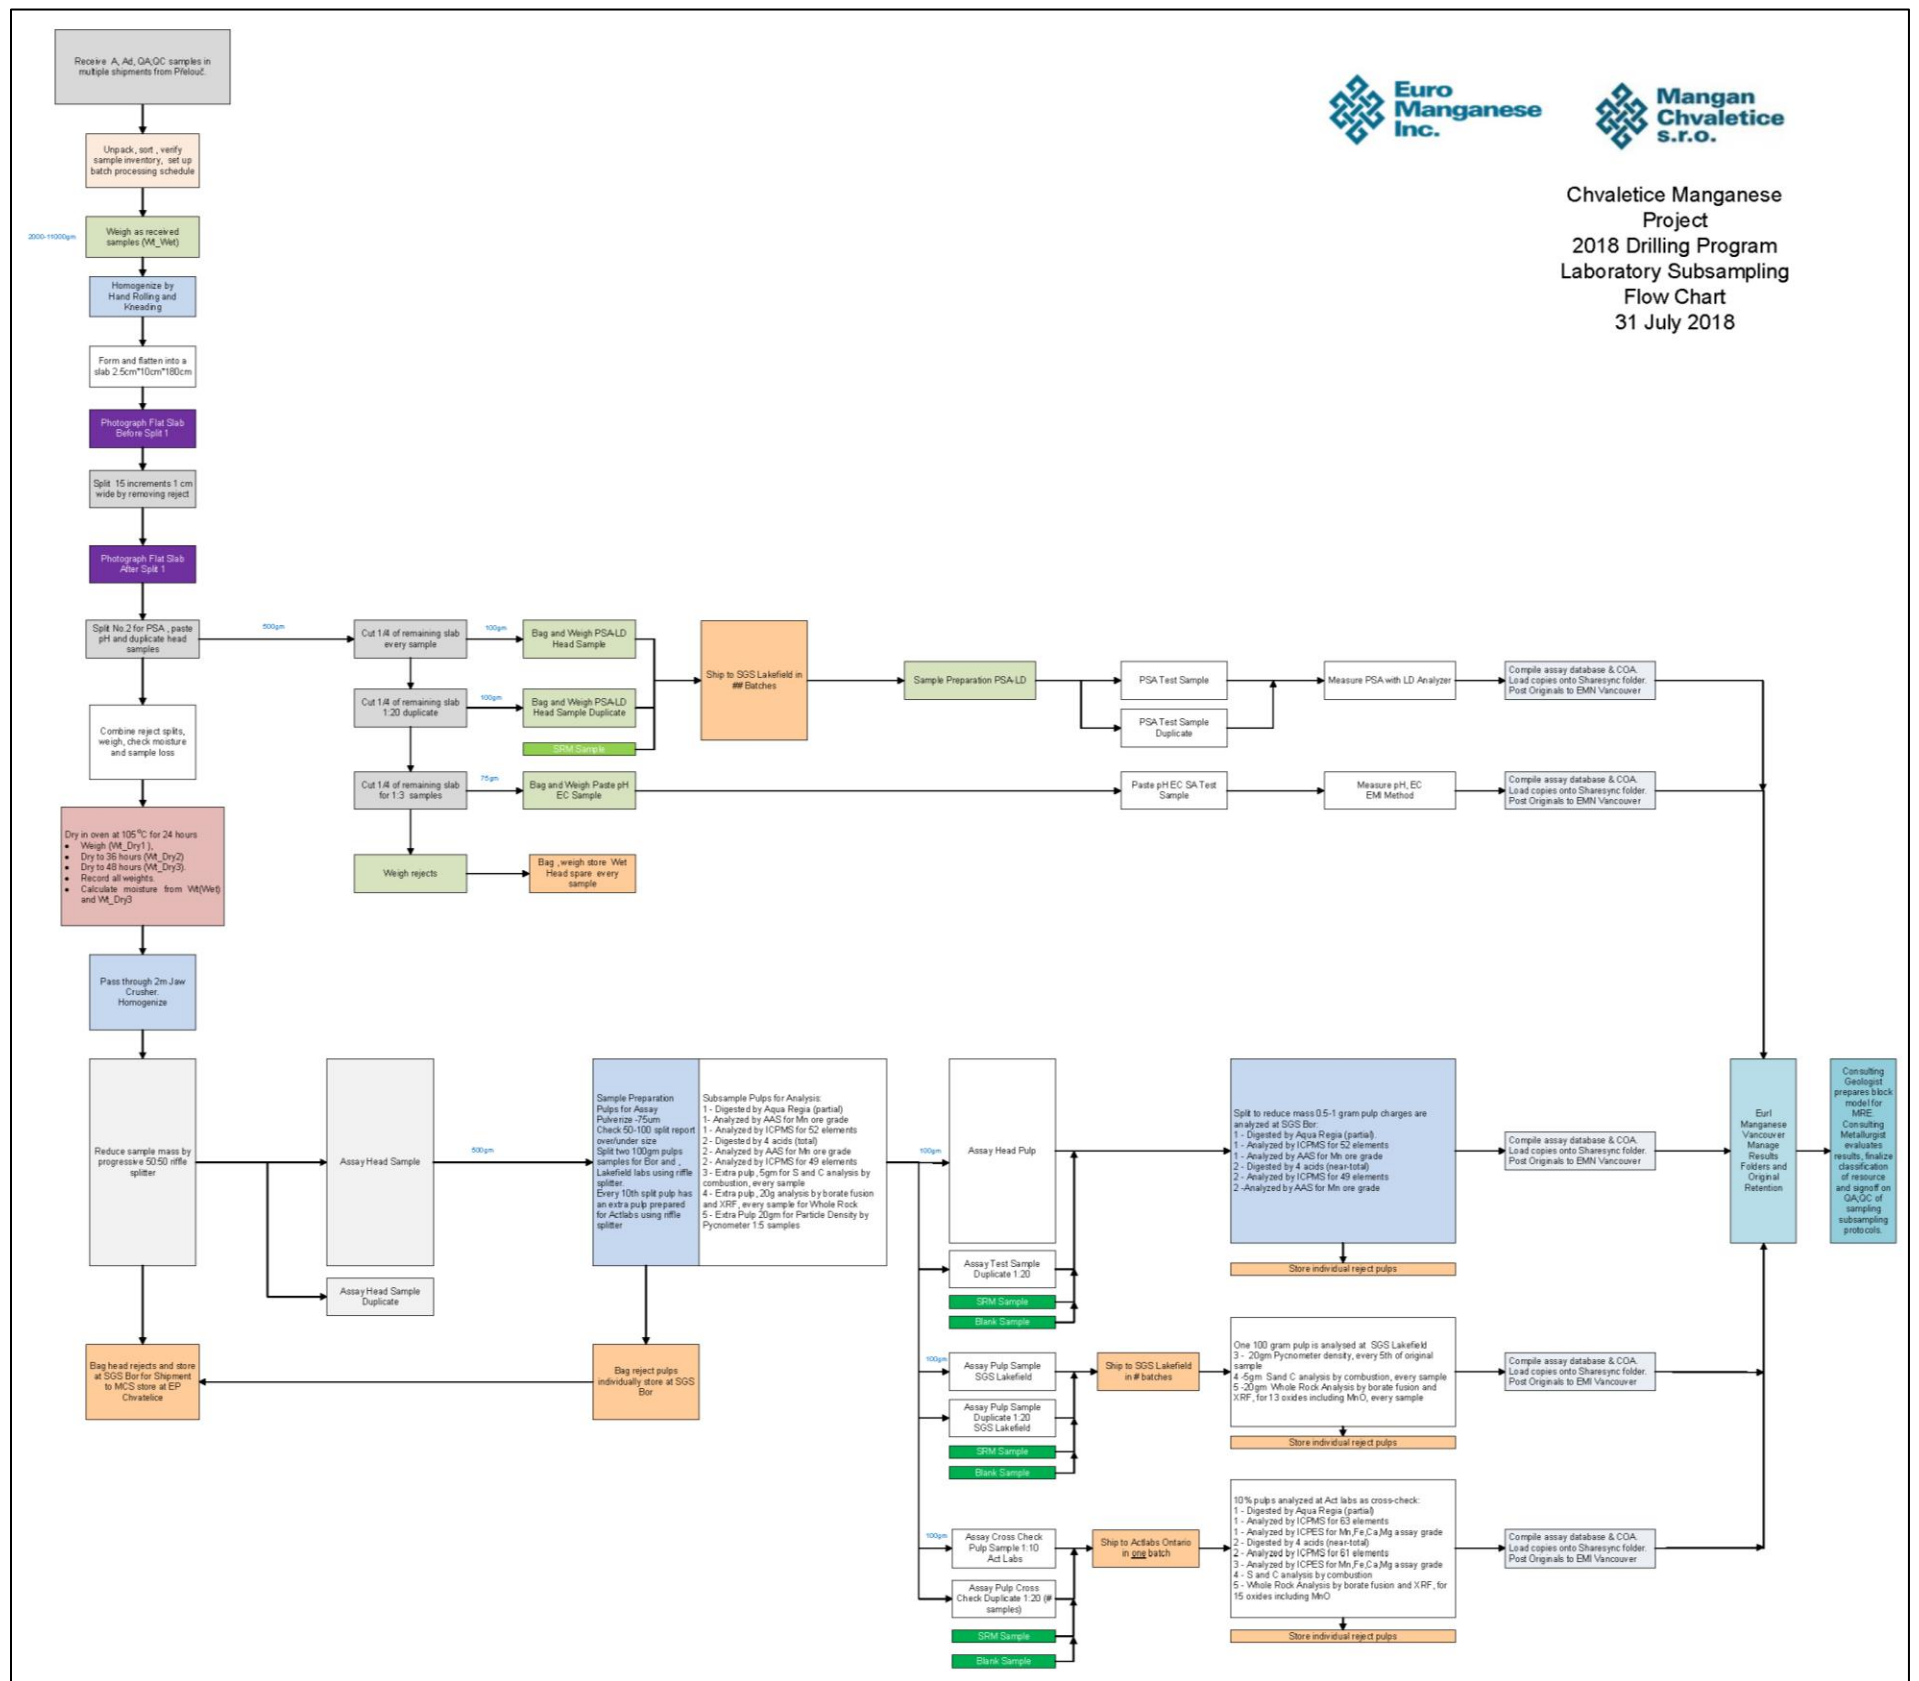 Receive A, Ad, QA;QC samples in
multiple shipments from Přelouč.
Euro
Manganese
Inc.
Mangan
Chvaletice
s.r.o.
Chvaletice Manganese
Project
2018 Drilling Program
Laboratory Subsampling
Flow Chart
31 July 2018
Unpack, sort , verify
sample inventory, set up
batch processing schedule
2000-11000gm
Weigh as received
samples (Wt_Wet)
Homogenize by
Hand Rolling and
Kneading
Form and flatten into a
slab 2.5cm*10cm*180cm
Photograph Flat Slab
Before Split 1
Split 15 increments 1 cm
wide by removing reject
Photograph Flat Slab
After Split 1
Split No.2 for PSA , paste
pH and duplicate head
samples
500gm
Cut 1/4 of remaining slab
every sample
100gm
Bag and Weigh PSA-LD
Head Sample
Cut 1/4 of remaining slab
1:20 duplicate
100gm
Bag and Weigh PSA-LD
Head Sample Duplicate
SRM Sample
Ship to SGS Lakefield in
## Batches
Sample Preparation PSA-LD
PSA Test Sample
PSA Test Sample
Duplicate
Measure PSA with LD Analyzer
Compile assay database & COA.
Load copies onto Sharesync folder.
Post Originals to EMN Vancouver
Cut 1/4 of remaining slab
for 1:3 samples
75gm
Bag and Weigh Paste pH
EC Sample
Paste pH EC SA Test
Sample
Measure pH, EC
EMI Method
Compile assay database & COA.
Load copies onto Sharesync folder.
Post Originals to EMN Vancouver
Weigh rejects
Bag , weigh store Wet
Head spare every
sample
Combine reject splits,
weigh, check moisture
and sample loss
Dry in oven at 105°C for 24 hours
• Weigh (Wt_Dry1 ),
• Dry to 36 hours (Wt_Dry2)
• Dry to 48 hours (Wt_Dry3).
• Record all weights.
• Calculate moisture from Wt(Wet)
and Wt_Dry3
Pass through 2m Jaw
Crusher.
Homogenize
Reduce sample mass by
progressive 50:50 riffle
splitter
Assay Head Sample
Assay Head Sample
Duplicate
500gm
Sample Preparation
Pulps for Assay
Pulverize -75um
Check 50-100 split report
over/under size
Split two 100gm pulps
samples for Bor and ,
Lakefield labs using riffle
splitter.
Every 10th split pulp has
an extra pulp prepared
for Actlabs using riffle
splitter
Subsample Pulps for Analysis:
1 - Digested by Aqua Regia (partial)
1- Analyzed by AAS for Mn ore grade
1 - Analyzed by ICPMS for 52 elements
2 - Digested by 4 acids (total)
2 - Analyzed by AAS for Mn ore grade
2 - Analyzed by ICPMS for 49 elements
3 - Extra pulp, 5gm for S and C analysis by
combustion, every sample
4 - Extra pulp, 20g analysis by borate fusion
and XRF, every sample for Whole Rock
5 - Extra Pulp 20gm for Particle Density by
Pycnometer 1:5 samples
100gm
Assay Head Pulp
Assay Test Sample
Duplicate 1:20
SRM Sample
Blank Sample
Split to reduce mass 0.5-1 gram pulp charges are
analyzed at SGS Bor:
1 - Digested by Aqua Regia (partial).
1 - Analyzed by ICPMS for 52 elements
1 - Analyzed by AAS for Mn ore grade
2 - Digested by 4 acids (near-total)
2 - Analyzed by ICPMS for 49 elements
2 -Analyzed by AAS for Mn ore grade
Store individual reject pulps
Compile assay database & COA.
Load copies onto Sharesync folder.
Post Originals to EMN Vancouver
Eurl
Manganese
Vancouver
Manage
Results
Folders and
Original
Retention
Consulting
Geologist
prepares block
model for
MRE.
Consulting
Metallurgist
evaluates
results, finalize
classification
of resource
and signoff on
QA;QC of
sampling
subsampling
protocols.
Bag head rejects and store
at SGS Bor for Shipment
to MCS store at EP
Chvatelice
Bag reject pulps
individually store at SGS
Bor
100gm
Assay Pulp Sample
SGS Lakefield
Assay Pulp Sample
Duplicate 1:20
SGS Lakefield
SRM Sample
Blank Sample
Ship to SGS Lakefield
in # batches
One 100 gram pulp is analysed at SGS Lakefield
3 - 20gm Pycnometer density, every 5th of original
sample
4 -5gm Sand C analysis by combustion, every sample
5 -20gm Whole Rock Analysis by borate fusion and
XRF, for 13 oxides including MnO, every sample
Store individual reject pulps
Compile assay database & COA.
Load copies onto Sharesync folder.
Post Originals to EMI Vancouver
100gm
Assay Cross Check
Pulp Sample 1:10
Act Labs
Assay Pulp Cross
Check Duplicate 1:20 (#
samples)
SRM Sample
Blank Sample
Ship to Actlabs Ontario
in one batch
10% pulps analyzed at Act labs as cross-check:
1 - Digested by Aqua Regia (partial)
1 - Analyzed by ICPMS for 63 elements
1 - Analyzed by ICPES for Mn,Fe,Ca,Mg assay grade
2 - Digested by 4 acids (near-total)
2 - Analyzed by ICPMS for 61 elements
3 - Analyzed by ICPES for Mn,Fe,Ca,Mg assay grade
4 - S and C analysis by combustion
5 - Whole Rock Analysis by borate fusion and XRF, for
15 oxides including MnO
Store individual reject pulps
Compile assay database & COA.
Load copies onto Sharesync folder.
Post Originals to EMI Vancouver